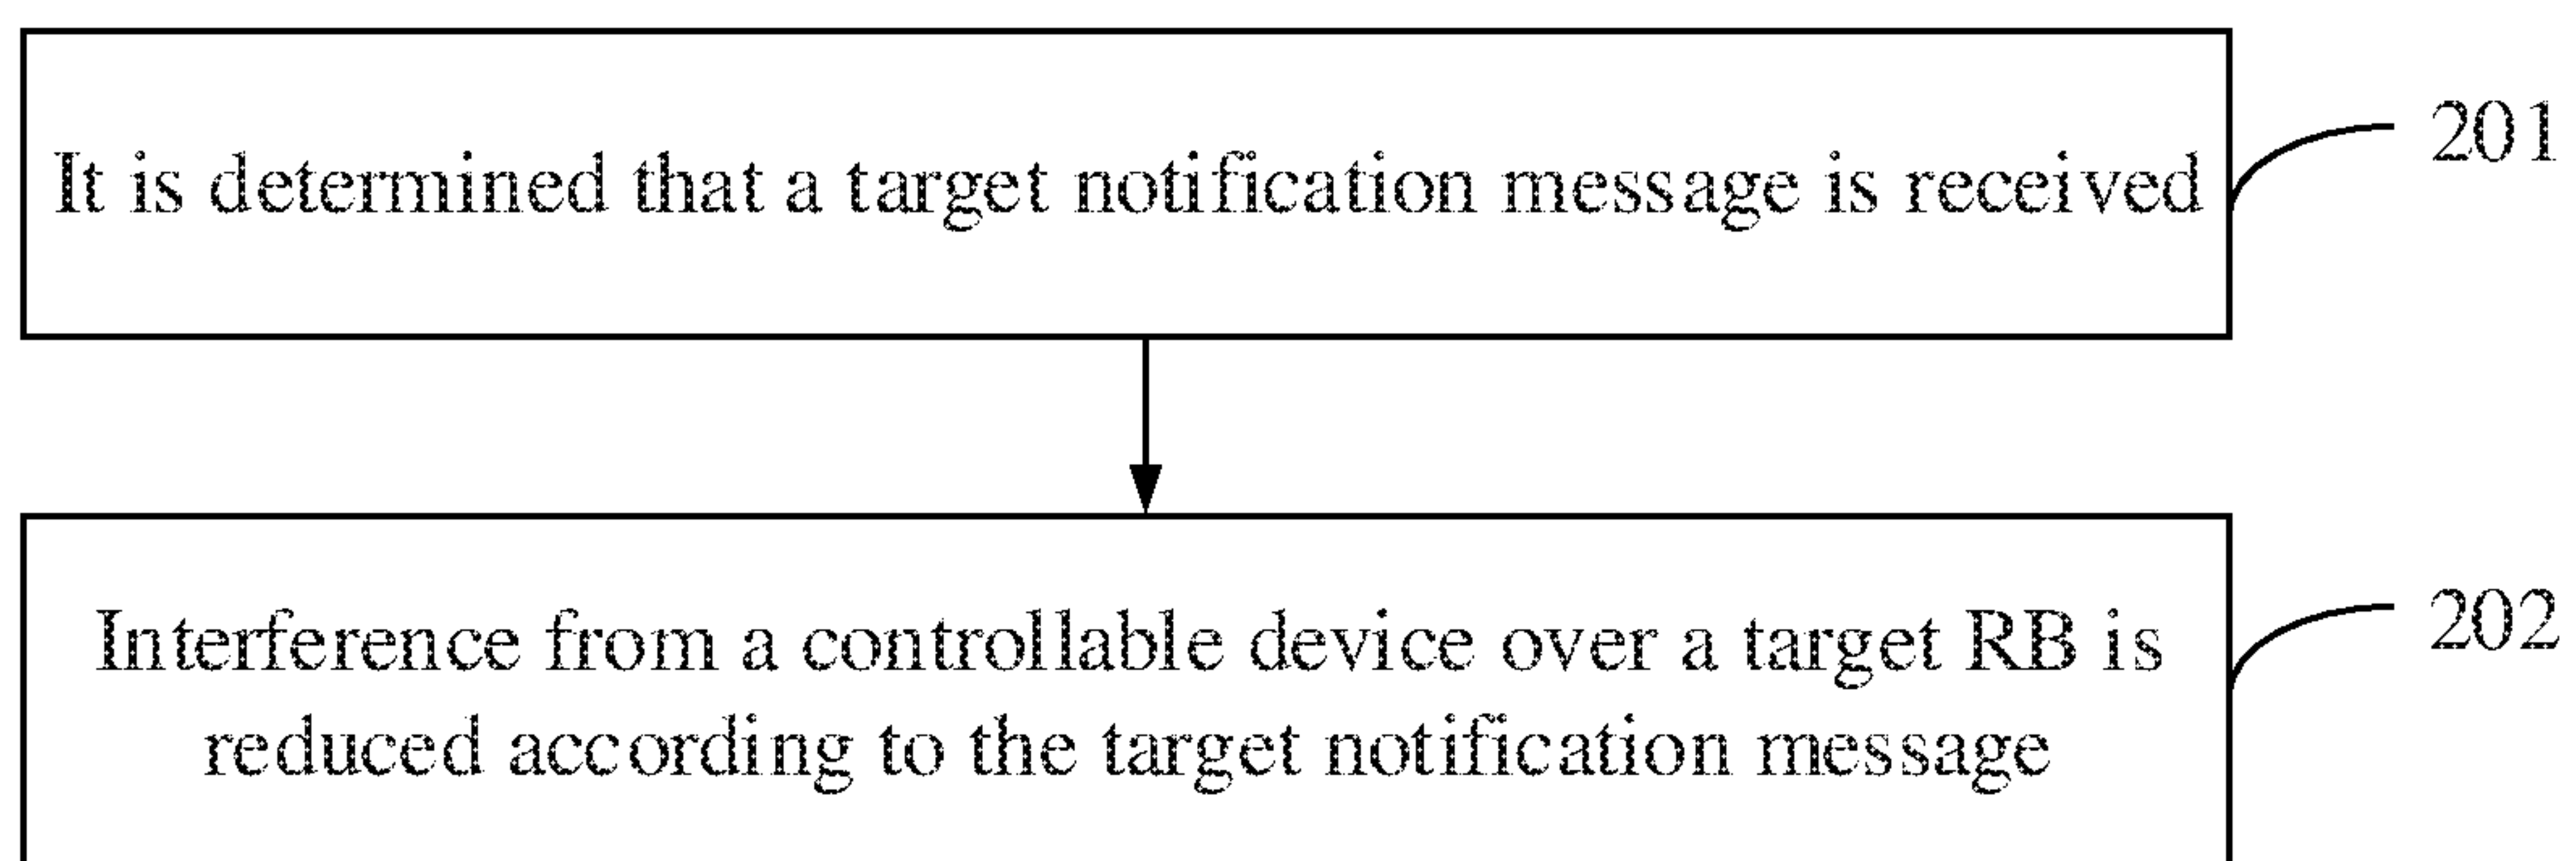 It is determined that a target notification message is received
201
Interference from a controllable device over a target RB is
reduced according to the target notification message
202